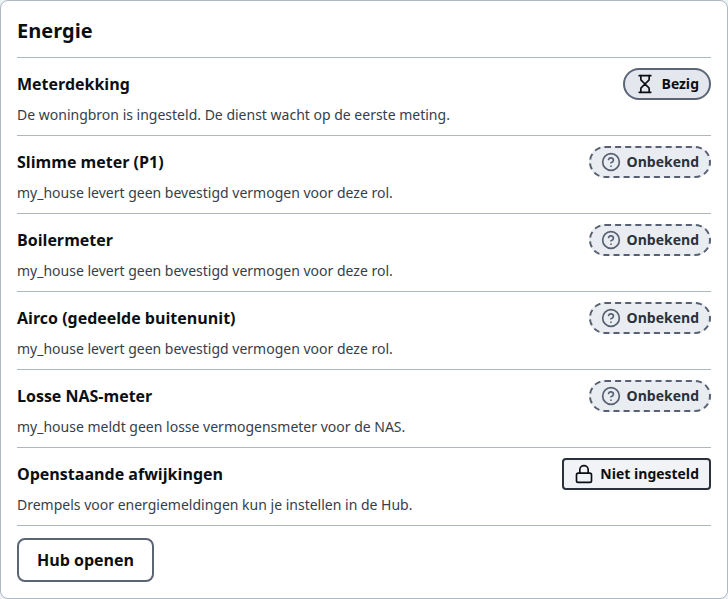 Energie
Meterdekking
Bezig
De woningbron is ingesteld. De dienst wacht op de eerste meting.
Slimme meter (P1)
Onbekend
my_house levert geen bevestigd vermogen voor deze rol.
Boilermeter
Onbekend
my_house levert geen bevestigd vermogen voor deze rol.
Airco (gedeelde buitenunit)
Onbekend
my_house levert geen bevestigd vermogen voor deze rol.
Losse NAS-meter
Onbekend
my_house meldt geen losse vermogensmeter voor de NAS.
Openstaande afwijkingen
Niet ingesteld
Drempels voor energiemeldingen kun je instellen in de Hub.
Hub openen